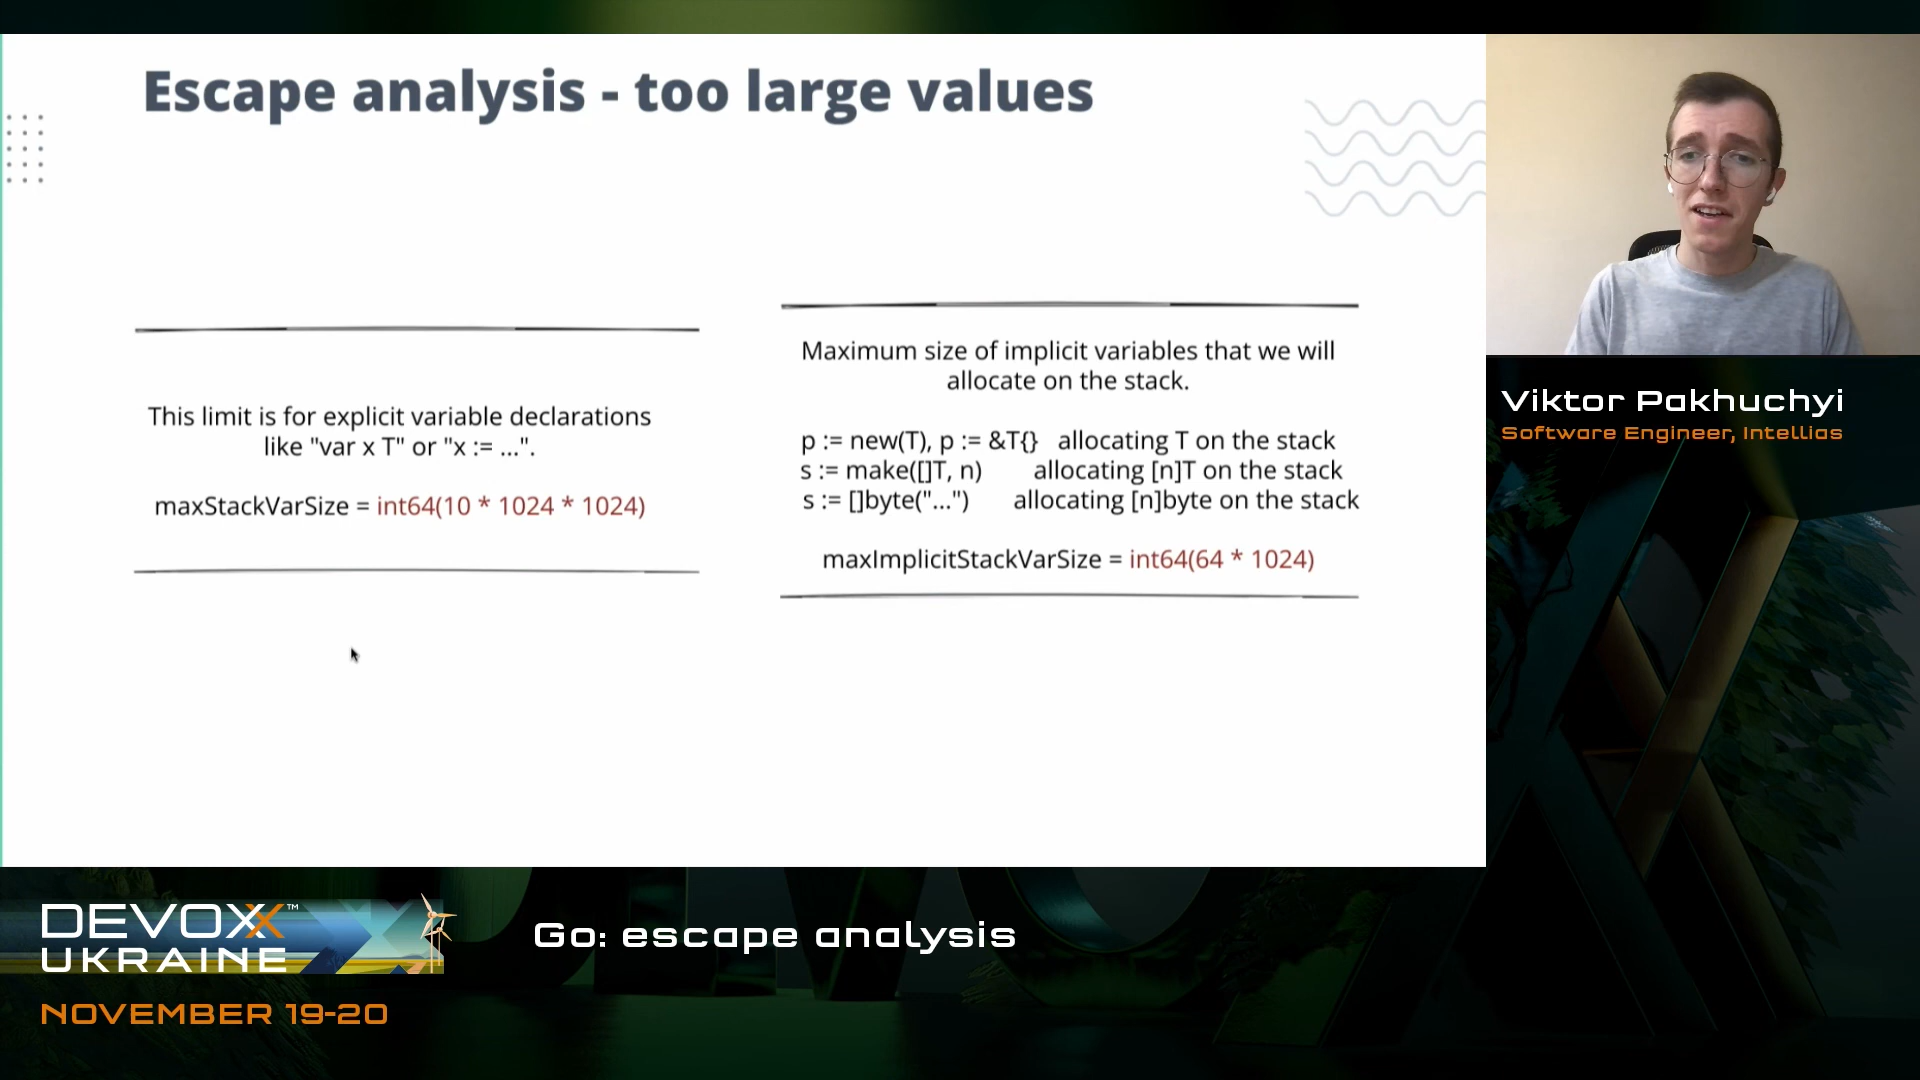 Escape analysis - too large values
This limit is for explicit variable declarations
like "var x T" or "x := ...".
maxStackVarSize = int64(10 * 1024 * 1024)
Maximum size of implicit variables that we will
allocate on the stack.
p := new(T), p := &T{} allocating T on the stack
s := make([]T, n) allocating [n]T on the stack
s := []byte("...") allocating [n]byte on the stack
maxImplicitStackVarSize = int64(64 * 1024)
Viktor Pakhuchyi
Software Engineer, Intellias
DEVOXX™
UKRAINE
NOVEMBER 19-20
Go: escape analysis